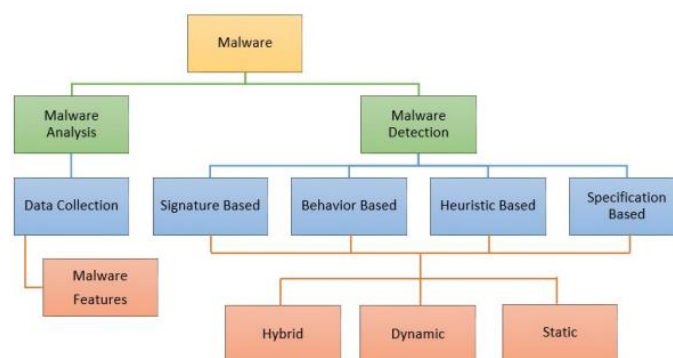 Malware
Malware
Analysis
Malware
Detection
Data Collection
Signature Based
Behavior Based
Heuristic Based
Specification
Based
Malware
Features
Hybrid
Dynamic
Static